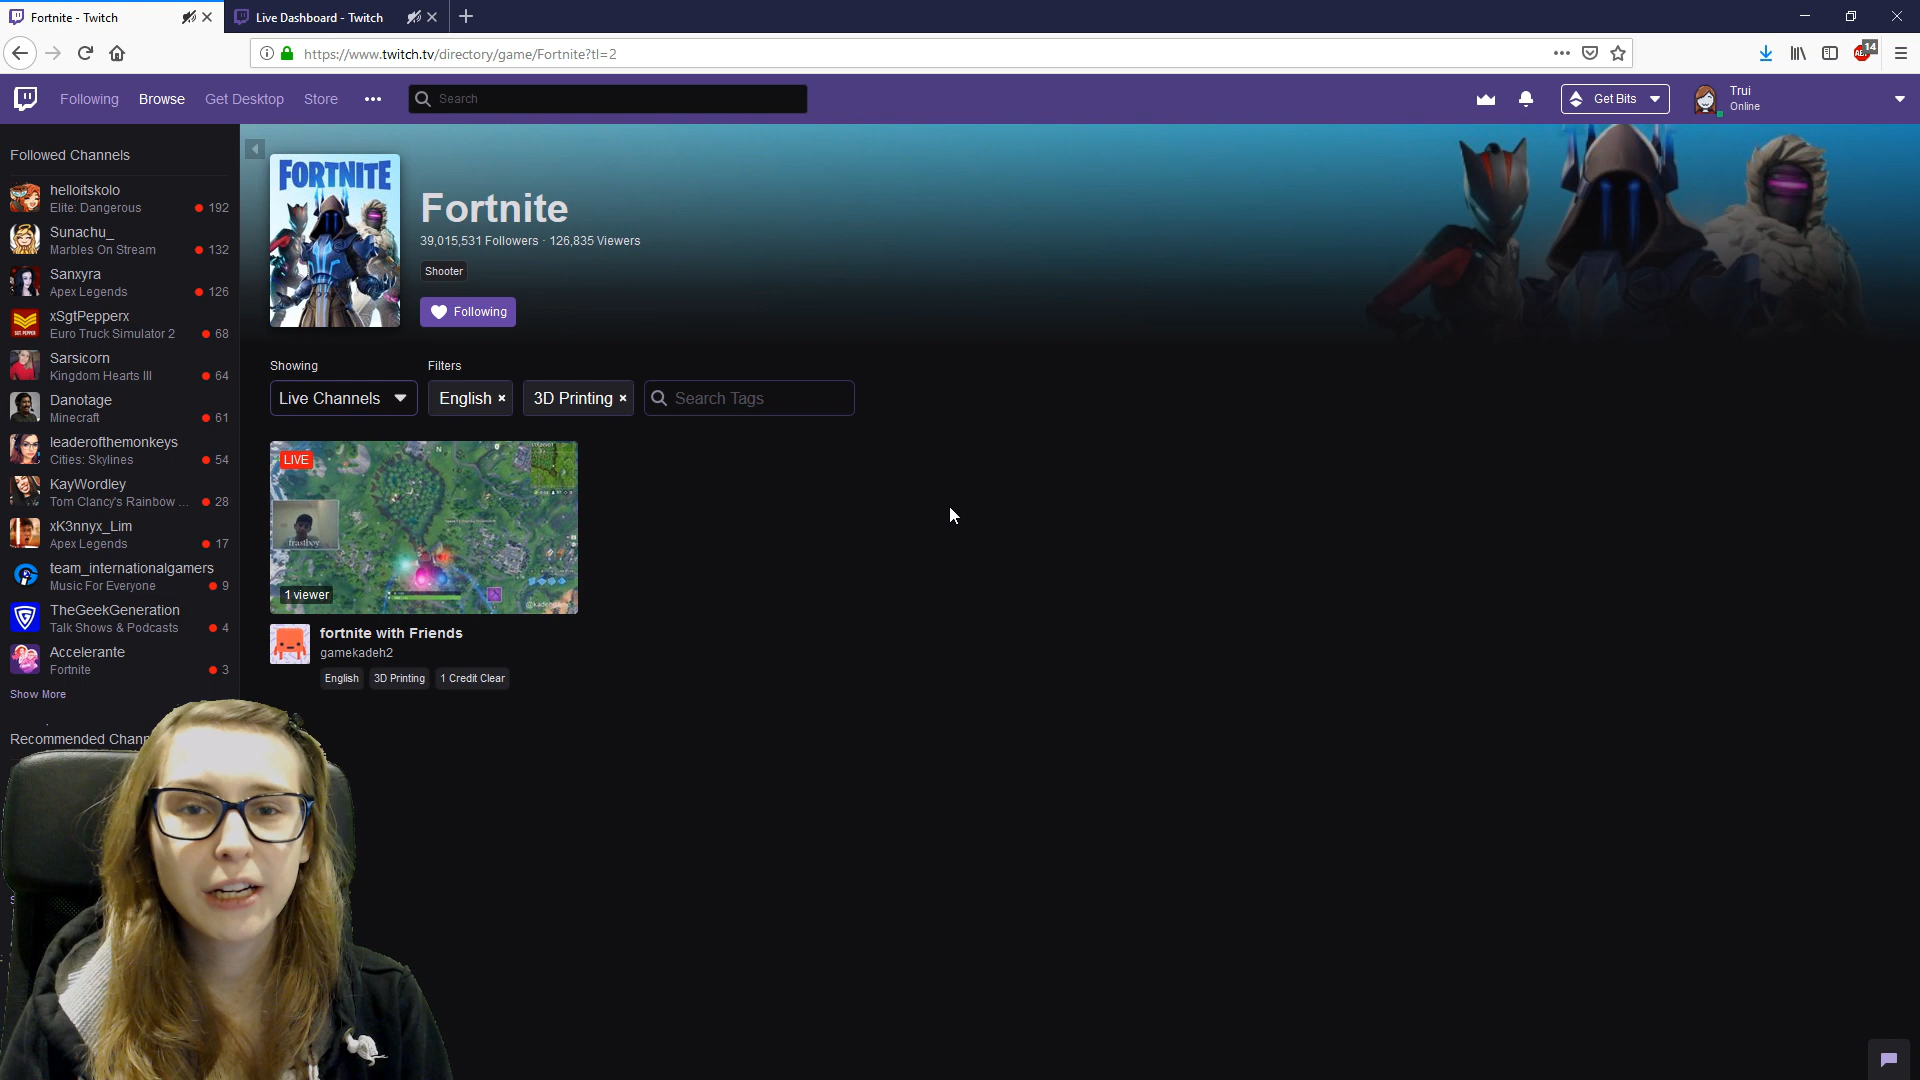 Fortnite - Twitch
Live Dashboard - Twitch
https://www.twitch.tv/directory/game/Fortnite?tl=2
14
Following
Browse
Get Desktop
Store
Search
Get Bits
Trui
Online
Followed Channels
helloitskolo
Elite: Dangerous
192
Sunachu_
Marbles On Stream
132
Sanxyra
Apex Legends
126
xSgtPepperx
Euro Truck Simulator 2
68
Sarsicorn
Kingdom Hearts III
64
Danotage
Minecraft
61
leaderofthemonkeys
Cities: Skylines
54
KayWordley
Tom Clancy's Rainbow ...
28
xK3nnyx_Lim
Apex Legends
17
team_internationalgamers
Music For Everyone
9
TheGeekGeneration
Talk Shows & Podcasts
4
Accelerante
Fortnite
3
Show More
Recommended Chann
FORTNITE
Fortnite
39,015,531 Followers · 126,835 Viewers
Shooter
Following
Showing
Filters
Live Channels
English ×
3D Printing ×
Search Tags
LIVE
N
1 viewer
fortnite with Friends
gamekadeh2
English
3D Printing
1 Credit Clear